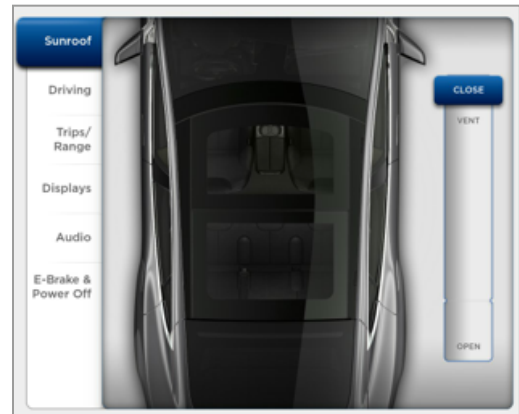 Sunroof
Driving
Trips/
Range
Displays
Audio
E-Brake &
Power Off
CLOSE
VENT
OPEN